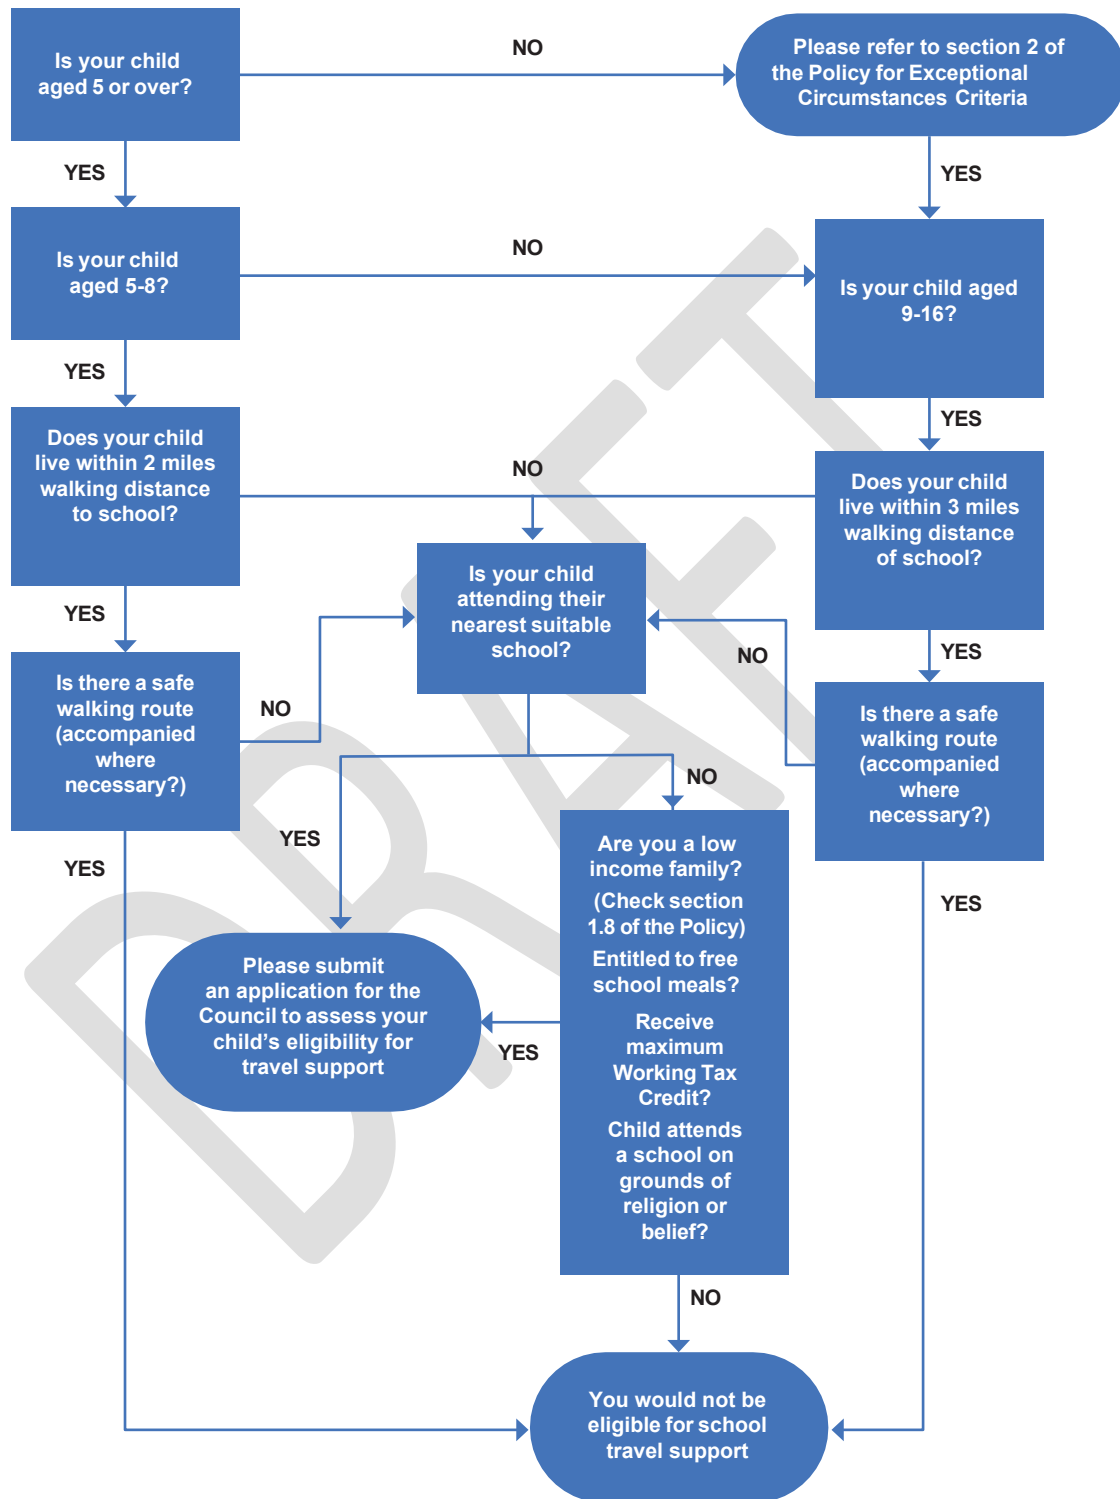 Is your child
aged 5 or over?
NO
Please refer to section 2 of
the Policy for Exceptional
Circumstances Criteria
YES
YES
Is your child
aged 5-8?
NO
Is your child aged
9-16?
YES
YES
Does your child
live within 2 miles
walking distance
to school?
NO
Does your child
live within 3 miles
walking distance
of school?
Is your child
attending their
nearest suitable
school?
YES
NO
YES
Is there a safe
walking route
(accompanied
where
necessary?)
NO
Is there a safe
walking route
(accompanied
where
necessary?)
NO
YES
YES
YES
Are you a low
income family?
(Check section
1.8 of the Policy)
Entitled to free
school meals?
Receive
maximum
Working Tax
Credit?
Child attends
a school on
grounds of
religion or
belief?
Please submit
an application for the
Council to assess your
child’s eligibility for
travel support
YES
NO
You would not be
eligible for school
travel support
DRAFT